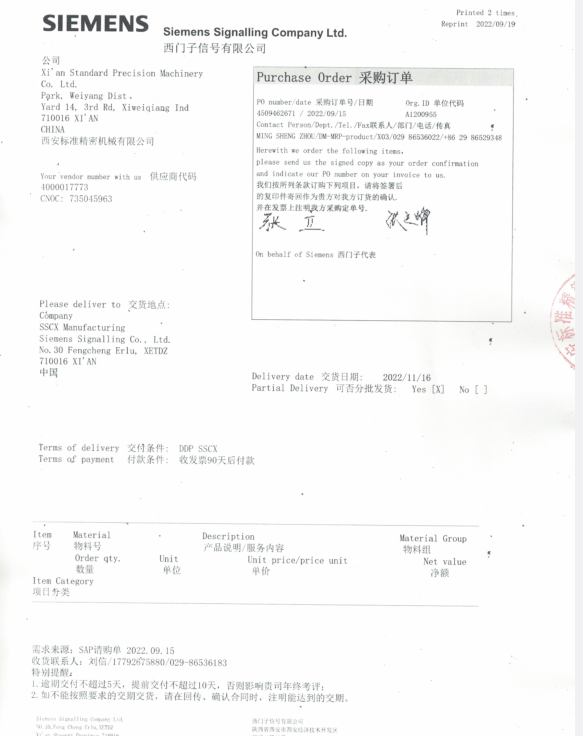 Printed 2 times
Reprint 2022/09/19
SIEMENS
Siemens Signalling Company Ltd.
西门子信号有限公司
公司
Xi'an Standard Precision Machinery
Co. Ltd.
Park, Weiyang Dist.
Yard 14, 3rd Rd, Xiweiqiang Ind
710016 XI'AN
CHINA
西安标准精密机械有限公司
Your vendor number with us 供应商代码
4000017773
CNOC: 735045963
Purchase Order 采购订单
PO number/date 采购订单号/日期 Org. ID 单位代码
4509462671 / 2022/09/15 A1200955
Contact Person/Dept./Tel./Fax联系人/部门/电话/传真
MING SHENG ZHOU/DM-MRP-product/X03/029 86536022/+86 29 86529348
Herewith we order the following items,
please send us the signed copy as your order confirmation
and indicate our PO number on your invoice to us.
我们按所列条款订购下列项目, 请将签署后
的复印件寄回作为贵方对我方订货的确认.
并在发票上注明我方采购定单号.
On behalf of Siemens 西门子代表
Please deliver to 交货地点:
Company
SSCX Manufacturing
Siemens Signalling Co., Ltd.
No. 30 Fengcheng Erlu, XETDZ
710016 XI'AN
中国
Delivery date 交货日期: 2022/11/16
Partial Delivery 可否分批发货: Yes [X] No [ ]
Terms of delivery 交付条件: DDP SSCX
Terms of payment 付款条件: 收发票90天后付款
Item Material Description Material Group
序号 物料号 产品说明/服务内容 物料组
Order qty. Unit Unit price/price unit Net value
数量 单位 单价 净额
Item Category
项目分类
需求来源: SAP请购单 2022.09.15
收货联系人: 刘信/17792675880/029-86536183
特别提醒:
1. 逾期交付不超过5天, 提前交付不超过10天, 否则影响贵司年终考评;
2. 如不能按照要求的交期交货, 请在回传、确认合同时, 注明能达到的交期。
Siemens Signalling Company Ltd. 西门子信号有限公司
No.30,Feng Cheng Erlu,XETDZ 陕西省西安市西安经济技术开发区